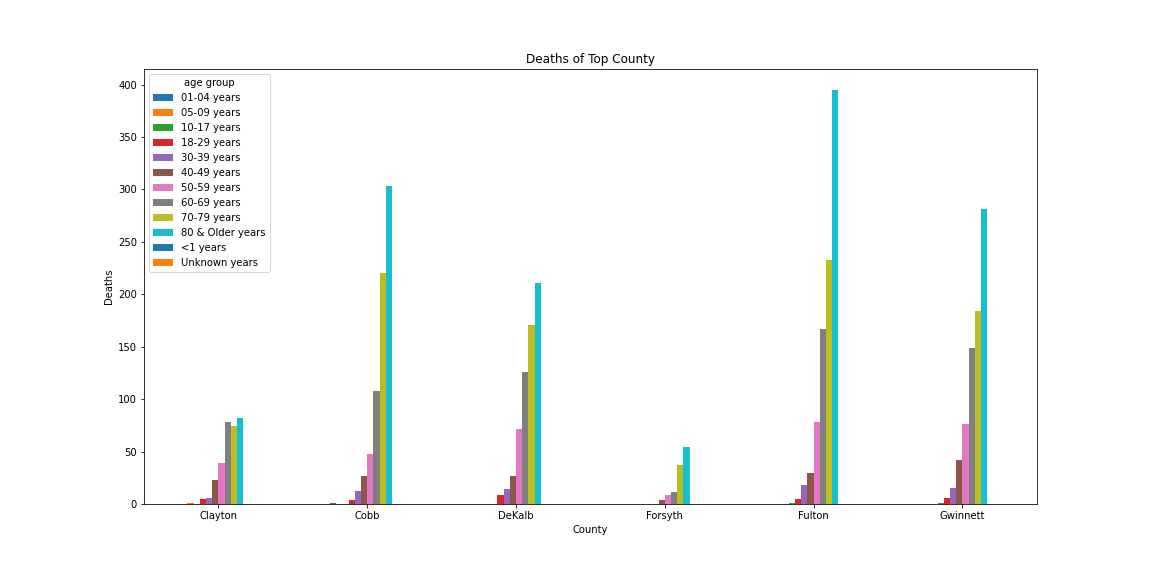 Deaths of Top County
age group
01-04 years
05-09 years
10-17 years
18-29 years
30-39 years
40-49 years
50-59 years
60-69 years
70-79 years
80 & Older years
<1 years
Unknown years
400
350
300
250
200
150
100
50
0
Deaths
Clayton
Cobb
DeKalb
Forsyth
Fulton
Gwinnett
County